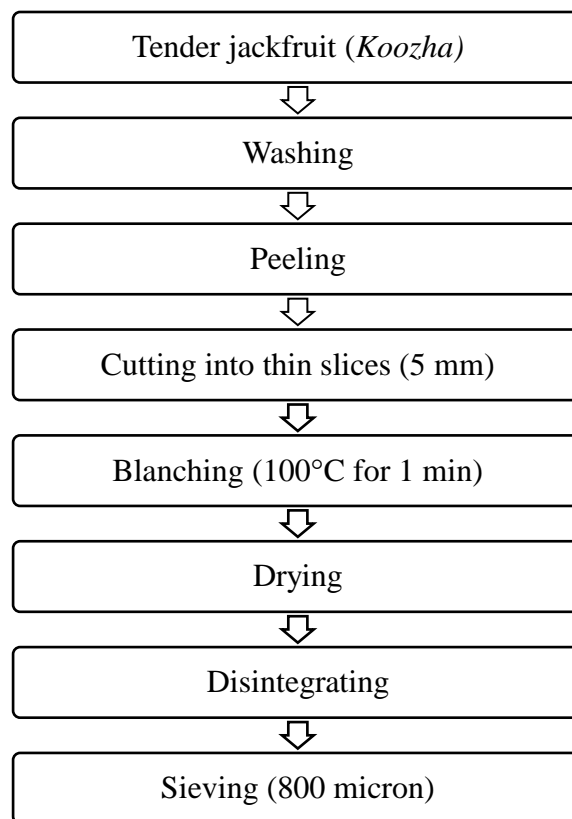 Tender jackfruit (Koozha)
Washing
Peeling
Cutting into thin slices (5 mm)
Blanching (100°C for 1 min)
Drying
Disintegrating
Sieving (800 micron)